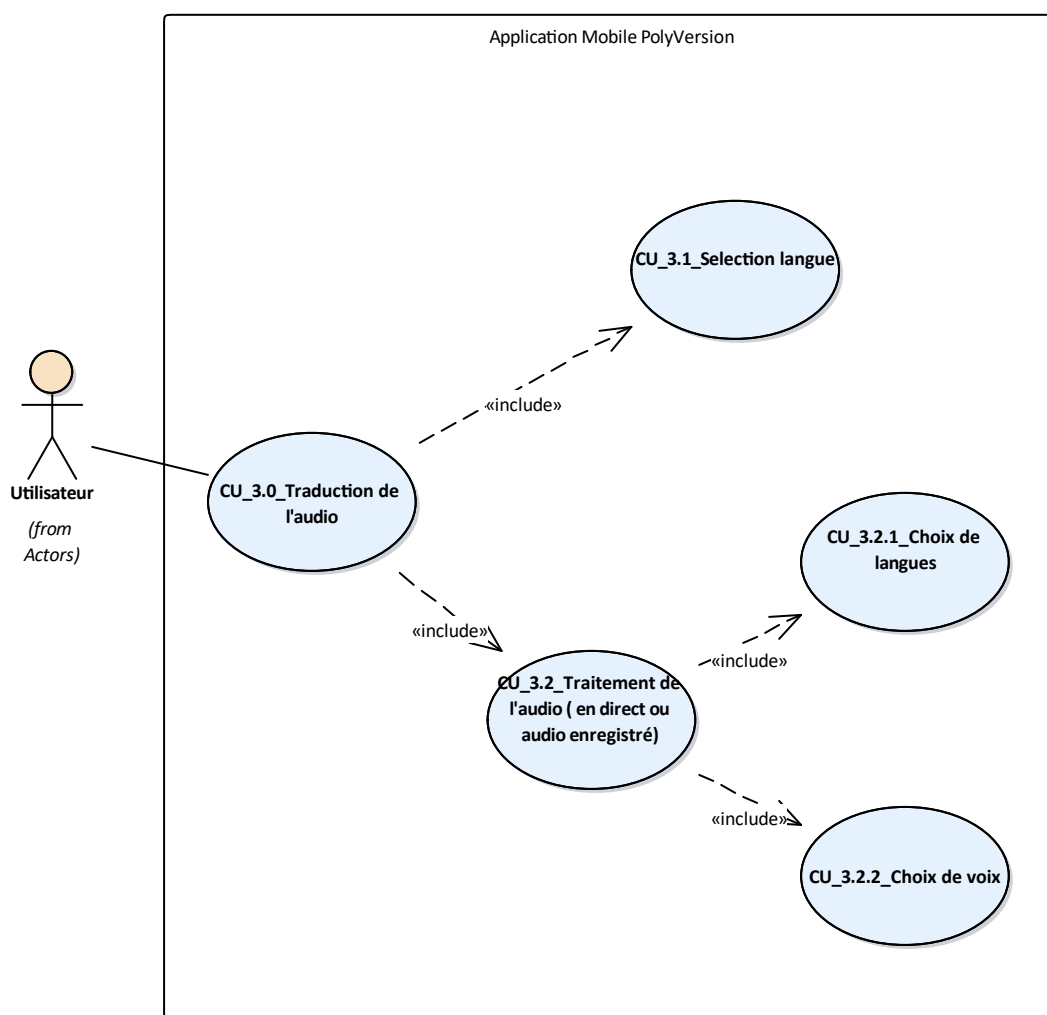 Application Mobile PolyVersion
CU_3.1_Selection langue
«include»
Utilisateur
(from
Actors)
CU_3.0_Traduction de
l'audio
CU_3.2.1_Choix de
langues
«include»
«include»
CU_3.2_Traitement de
l'audio ( en direct ou
audio enregistré)
«include»
CU_3.2.2_Choix de voix